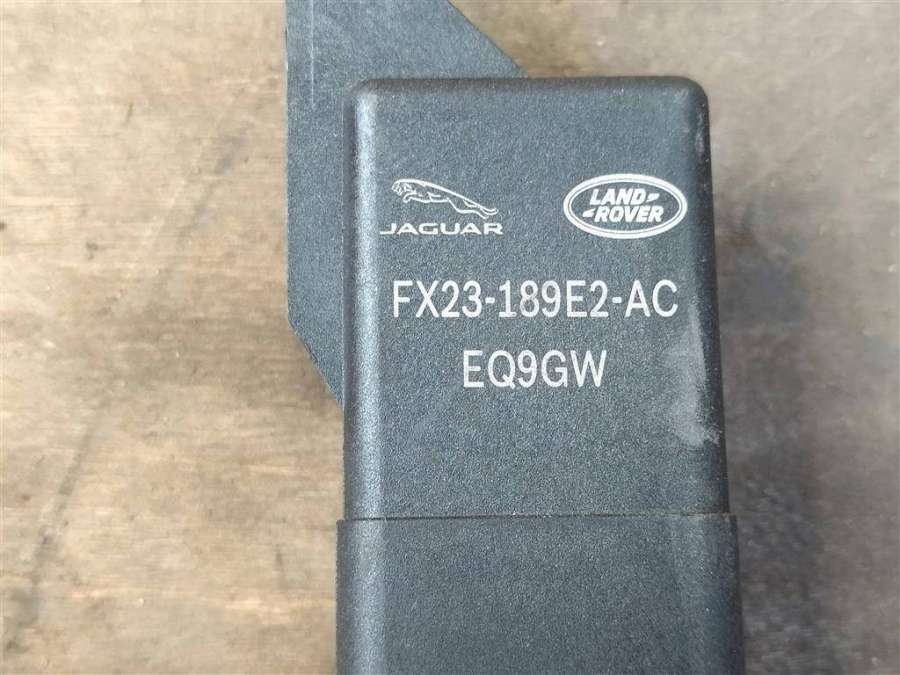 JAGUAR
LAND
ROVER
FX23-189E2-AC
EQ9GW